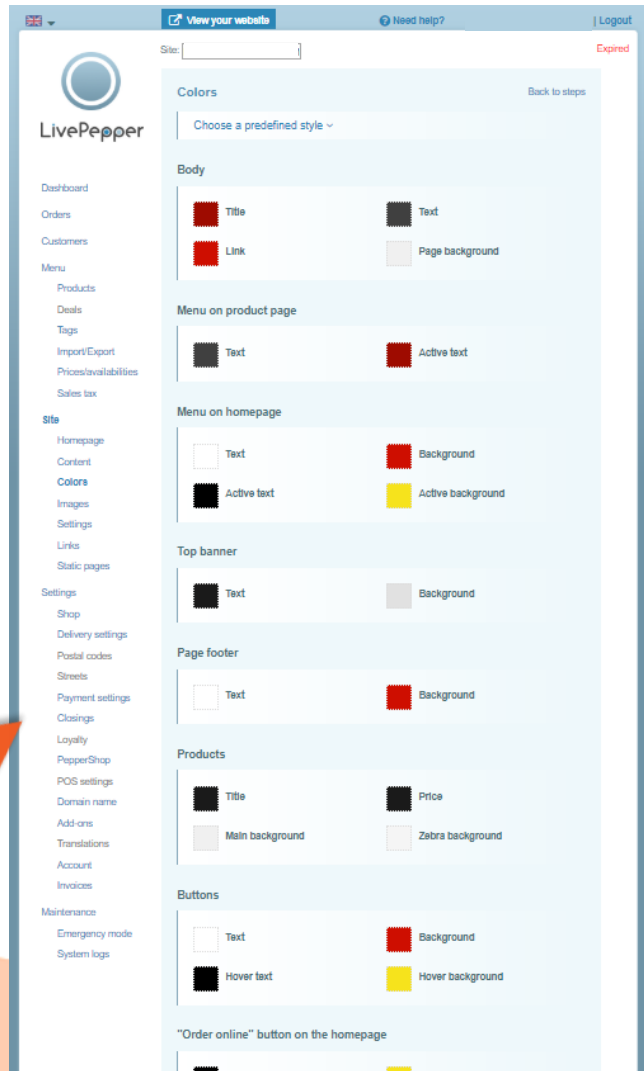 View your website
Need help?
| Logout
Site:
Expired
LivePepper
Dashboard
Orders
Customers
Menu
Products
Deals
Tags
Import/Export
Prices/availabilities
Sales tax
Site
Homepage
Content
Colors
Images
Settings
Links
Static pages
Settings
Shop
Delivery settings
Postal codes
Streets
Payment settings
Closings
Loyalty
PepperShop
POS settings
Domain name
Add-ons
Translations
Account
Invoices
Maintenance
Emergency mode
System logs
Colors
Back to steps
Choose a predefined style
Body
Title
Text
Link
Page background
Menu on product page
Text
Active text
Menu on homepage
Text
Background
Active text
Active background
Top banner
Text
Background
Page footer
Text
Background
Products
Title
Price
Main background
Zebra background
Buttons
Text
Background
Hover text
Hover background
"Order online" button on the homepage